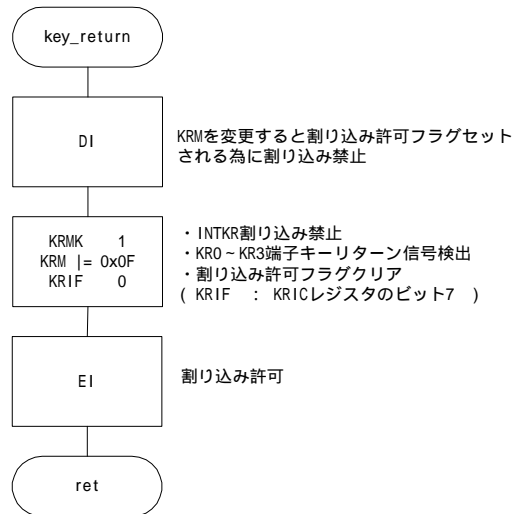 key_return
DI
KRMを変更すると割り込み許可フラグセット
される為に割り込み禁止
KRMK 1
KRM |= 0x0F
KRIF 0
・INTKR割り込み禁止
・KR0~KR3端子キーリターン信号検出
・割り込み許可フラグクリア
( KRIF : KRICレジスタのビット7 )
EI
割り込み許可
ret